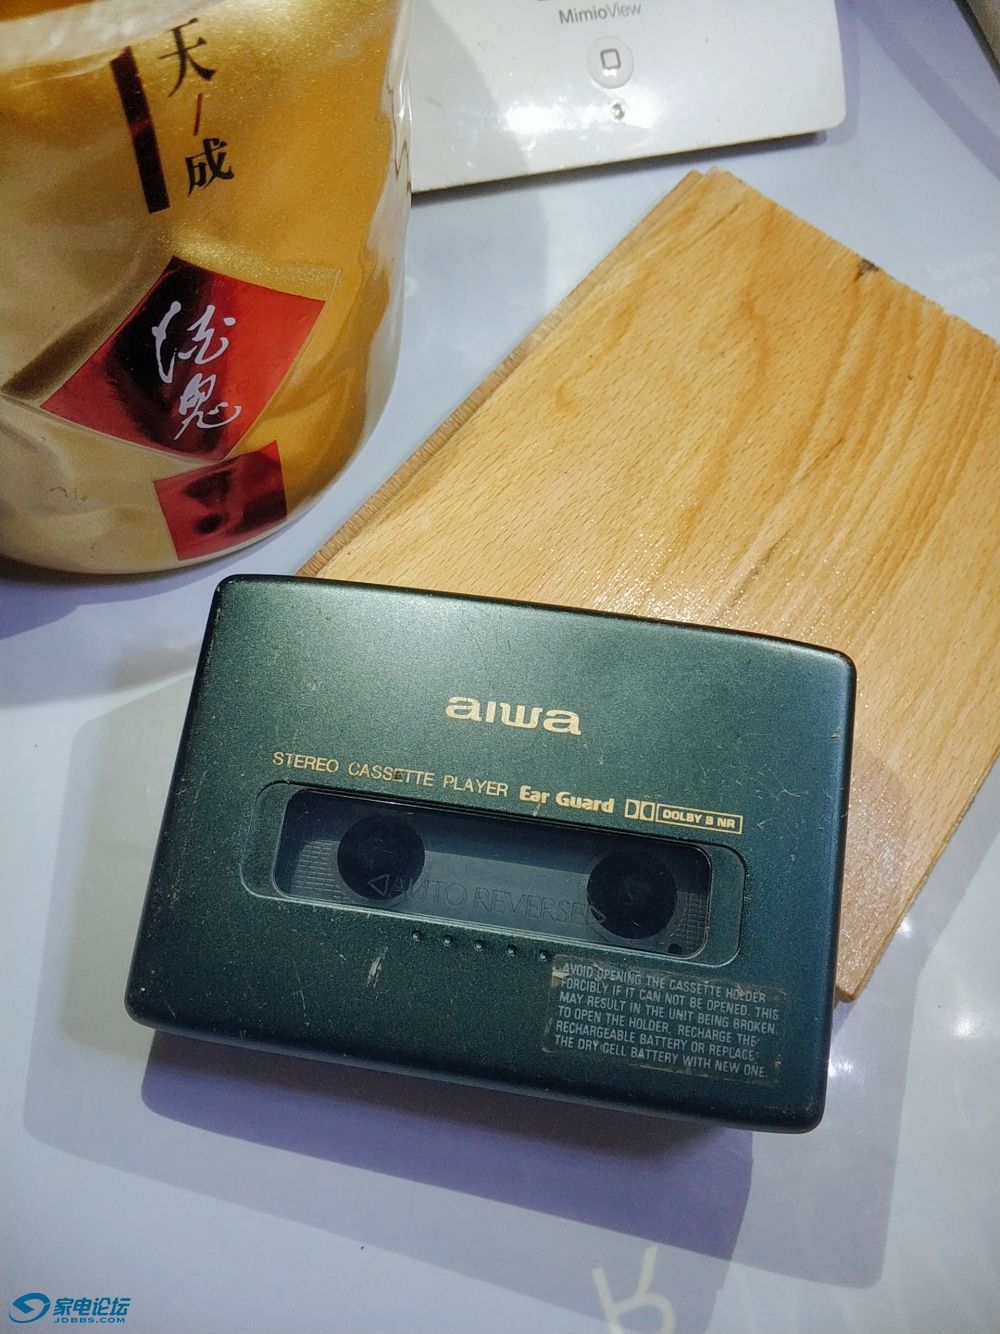 MimioView
天
成
酒
鬼
aiwa
STEREO CASSETTE PLAYER Ear Guard DOLBY B NR
AUTO REVERSE
AVOID OPENING THE CASSETTE HOLDER
FORCIBLY IF IT CAN NOT BE OPENED. THIS
MAY RESULT IN THE UNIT BEING BROKEN.
TO OPEN THE HOLDER, RECHARGE THE
RECHARGEABLE BATTERY OR REPLACE
THE DRY CELL BATTERY WITH NEW ONE.
家电论坛
JDBBS.COM